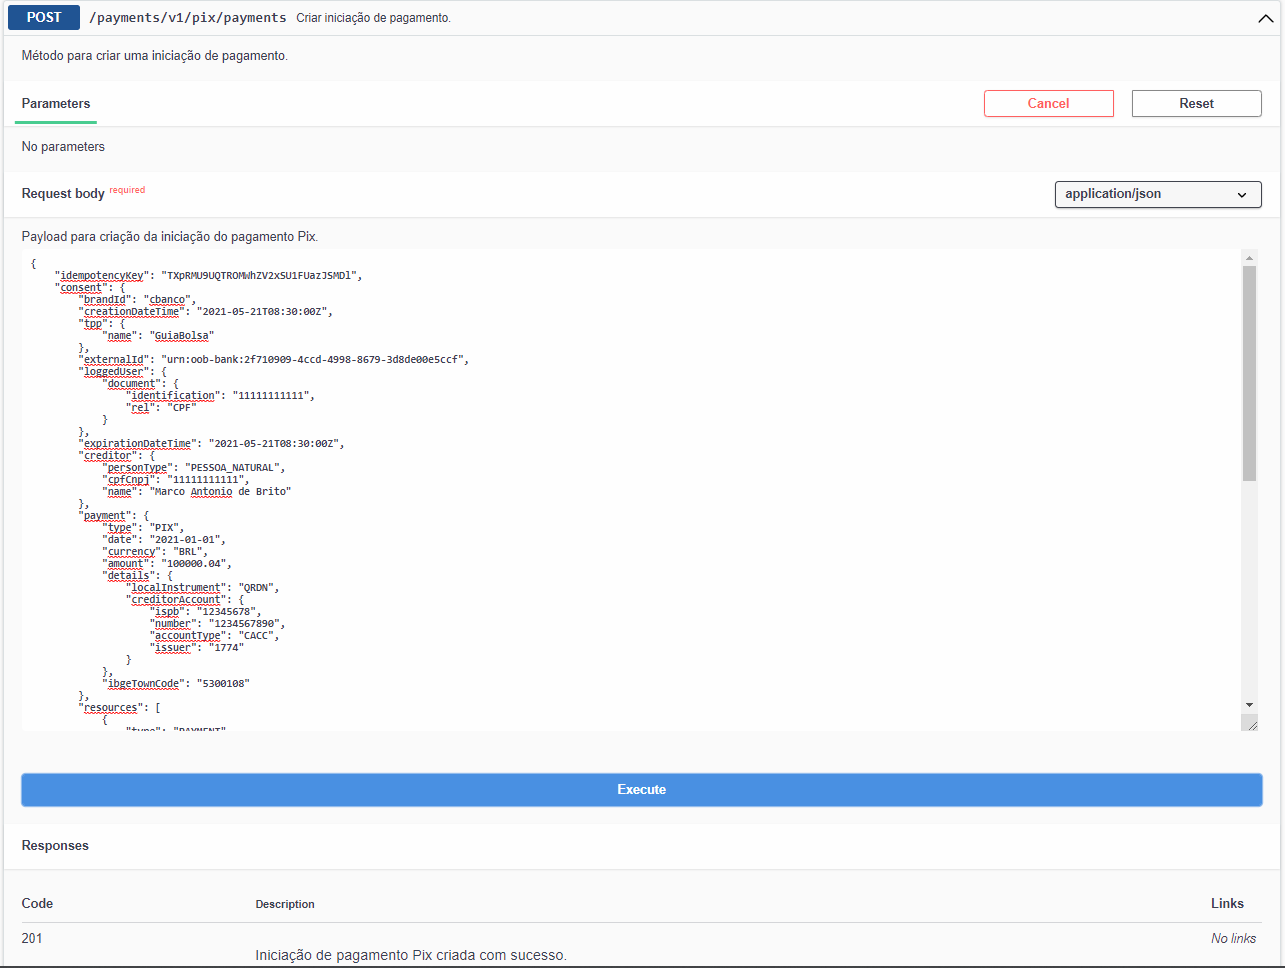 POST /payments/v1/pix/payments Criar iniciação de pagamento.
Método para criar uma iniciação de pagamento.
Parameters
Cancel
Reset
No parameters
Request body required
application/json
Payload para criação da iniciação do pagamento Pix.
{
"idempotencyKey": "TXpRMU9UQTROMWhZV2xSU1FUazJSMDl",
"consent": {
"brandId": "cbanco",
"creationDateTime": "2021-05-21T08:30:00Z",
"tpp": {
"name": "GuiaBolsa"
},
"externalId": "urn:oob-bank:2f710909-4ccd-4998-8679-3d8de00e5ccf",
"loggedUser": {
"document": {
"identification": "11111111111",
"rel": "CPF"
}
},
"expirationDateTime": "2021-05-21T08:30:00Z",
"creditor": {
"personType": "PESSOA_NATURAL",
"cpfCnpj": "11111111111",
"name": "Marco Antonio de Brito"
},
"payment": {
"type": "PIX",
"date": "2021-01-01",
"currency": "BRL",
"amount": "100000.04",
"details": {
"localInstrument": "QRDN",
"creditorAccount": {
"ispb": "12345678",
"number": "1234567890",
"accountType": "CACC",
"issuer": "1774"
}
},
"ibgeTownCode": "5300108"
},
"resources": [
{
"type": "PAYMENT"
Execute
Responses
Code Description Links
201 No links
Iniciação de pagamento Pix criada com sucesso.